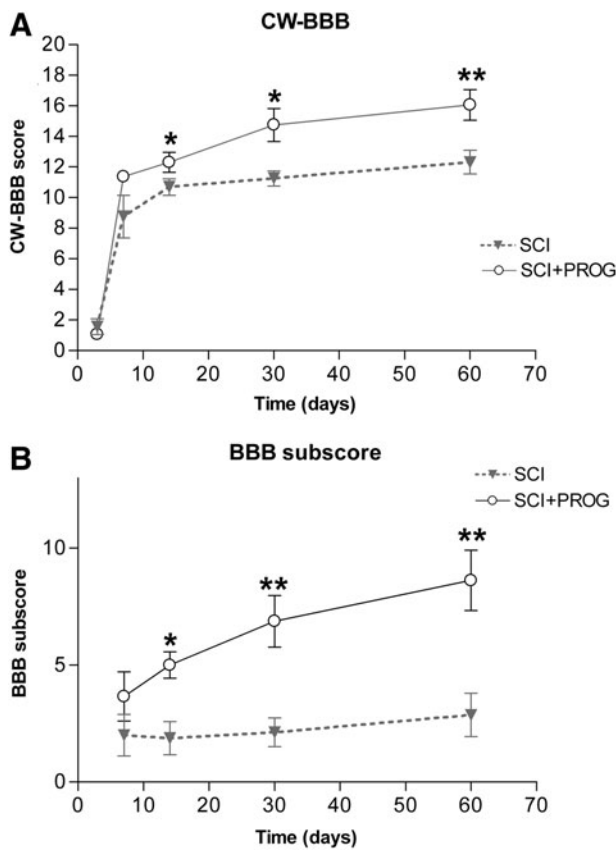 A
CW-BBB
CW-BBB score
20
18
16
14
12
10
8
6
4
2
0
*
*
**
SCI
SCI+PROG
0 10 20 30 40 50 60 70
Time (days)
B
BBB subscore
BBB subscore
10
5
0
*
**
**
SCI
SCI+PROG
0 10 20 30 40 50 60 70
Time (days)